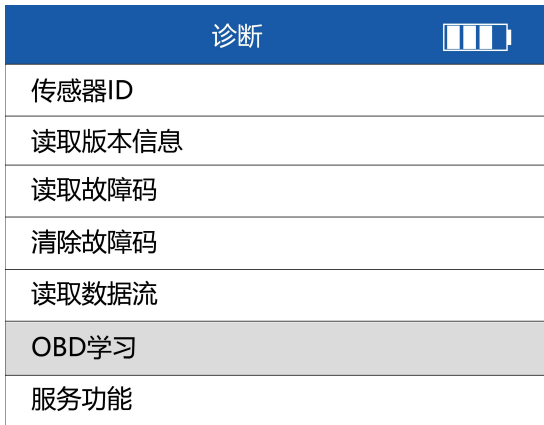 诊断
传感器ID
读取版本信息
读取故障码
清除故障码
读取数据流
OBD学习
服务功能